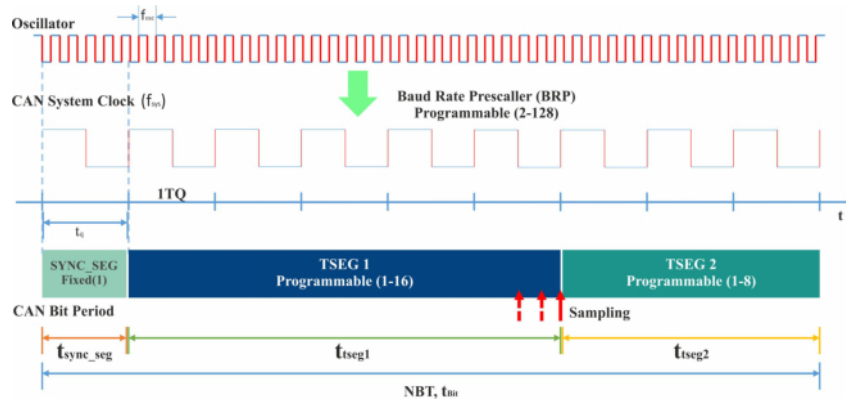 Oscillator
fosc
CAN System Clock (fsys)
Baud Rate Prescaller (BRP)
Programmable (2-128)
1TQ
t
tq
SYNC_SEG
Fixed(1)
TSEG 1
Programmable (1-16)
TSEG 2
Programmable (1-8)
CAN Bit Period
Sampling
tsync_seg
ttseg1
ttseg2
NBT, tBit